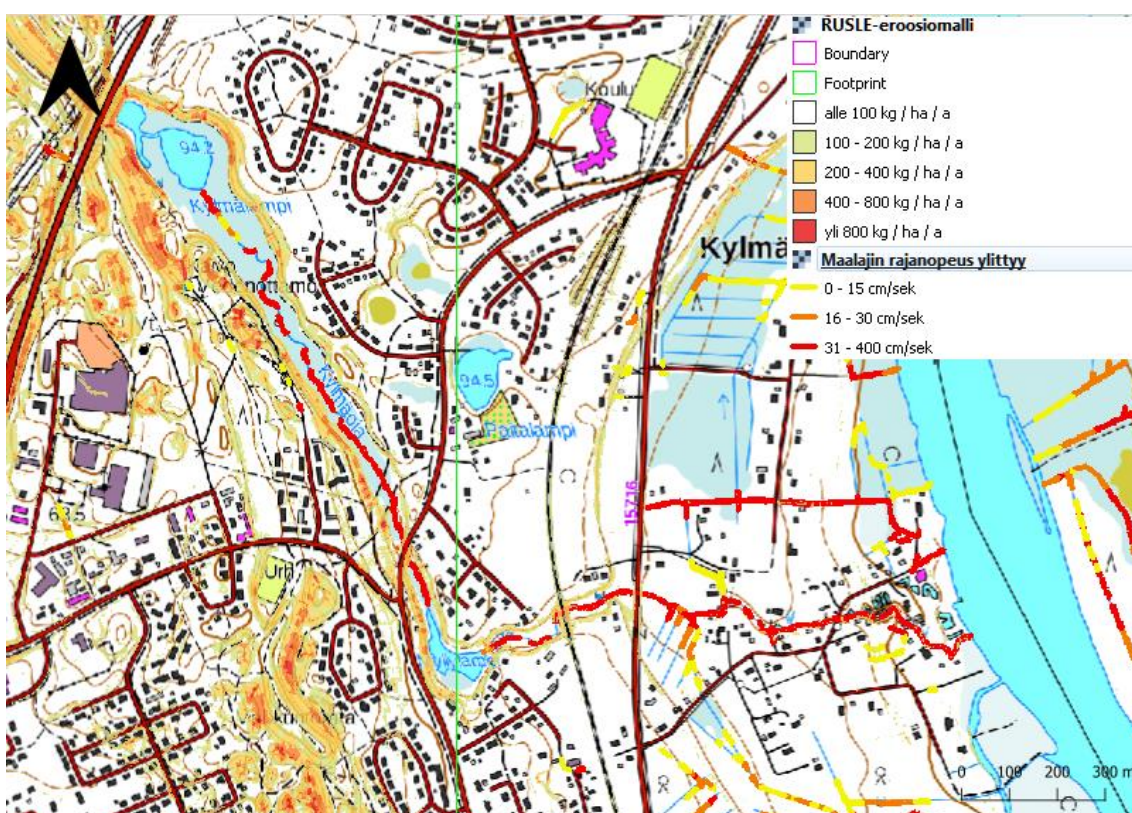 RUSLE-eroosiomalli
Boundary
Footprint
alle 100 kg / ha / a
100 - 200 kg / ha / a
200 - 400 kg / ha / a
400 - 800 kg / ha / a
yli 800 kg / ha / a
Maalajin rajanopeus ylittyy
0 - 15 cm/sek
16 - 30 cm/sek
31 - 400 cm/sek
Koulu
94.2
Kylmälampi
Kylmä
Kylmäoja
94.5
Pattalampi
15716
Urh
0 100 200 300 m